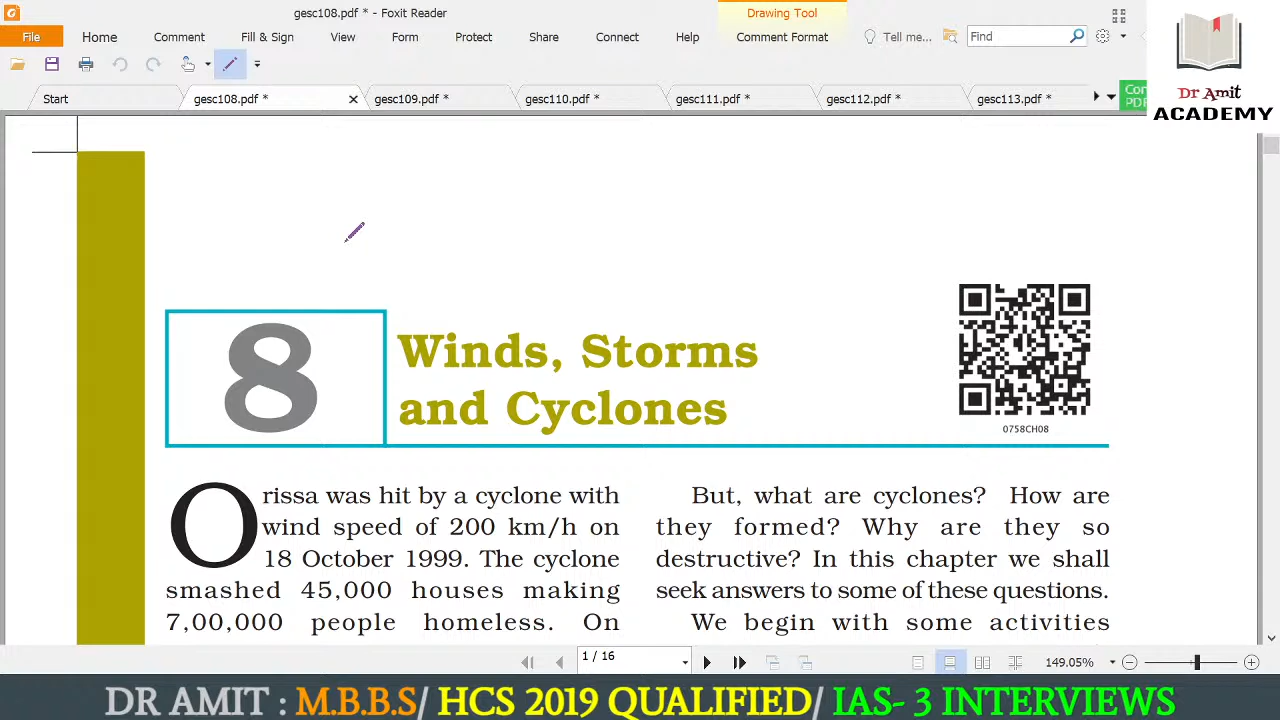 gesc108.pdf * - Foxit Reader
Drawing Tool
File Home Comment Fill & Sign View Form Protect Share Connect Help Comment Format Tell me... Find
Start gesc108.pdf * gesc109.pdf * gesc110.pdf * gesc111.pdf * gesc112.pdf * gesc113.pdf *
PDF
Dr Amit
ACADEMY
8
Winds, Storms
and Cyclones
0758CH08
Orissa was hit by a cyclone with
wind speed of 200 km/h on
18 October 1999. The cyclone
smashed 45,000 houses making
7,00,000 people homeless. On
But, what are cyclones? How are
they formed? Why are they so
destructive? In this chapter we shall
seek answers to some of these questions.
We begin with some activities
1 / 16
149.05%
DR AMIT : M.B.B.S/ HCS 2019 QUALIFIED/ IAS- 3 INTERVIEWS